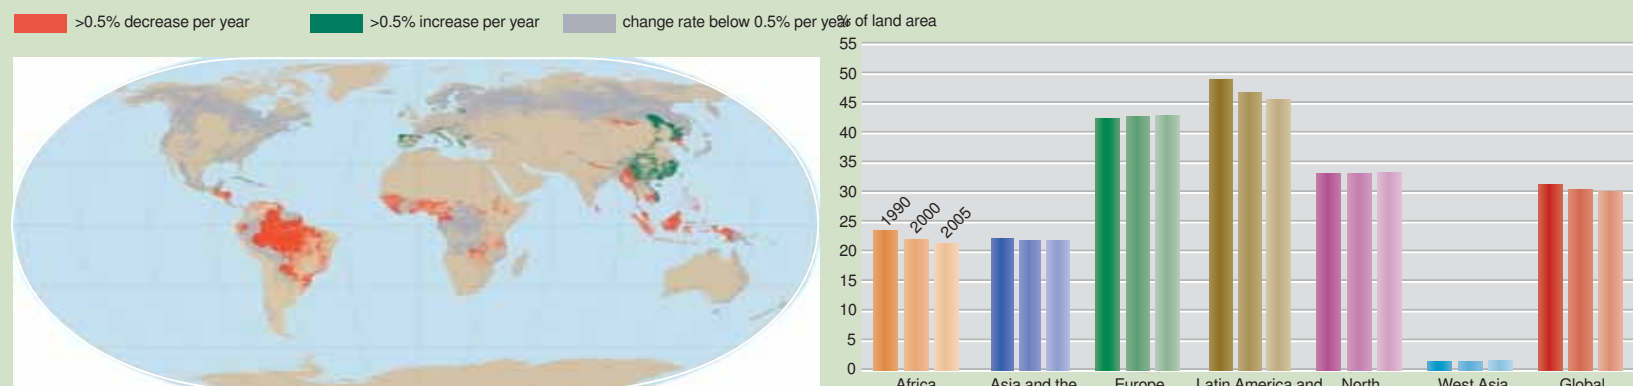 >0.5% decrease per year
>0.5% increase per year
change rate below 0.5% per year
% of land area
55
50
45
40
35
30
25
20
15
10
5
0
1990
2000
2005
Africa
Asia and the
Europe
Latin America and
North
West Asia
Global